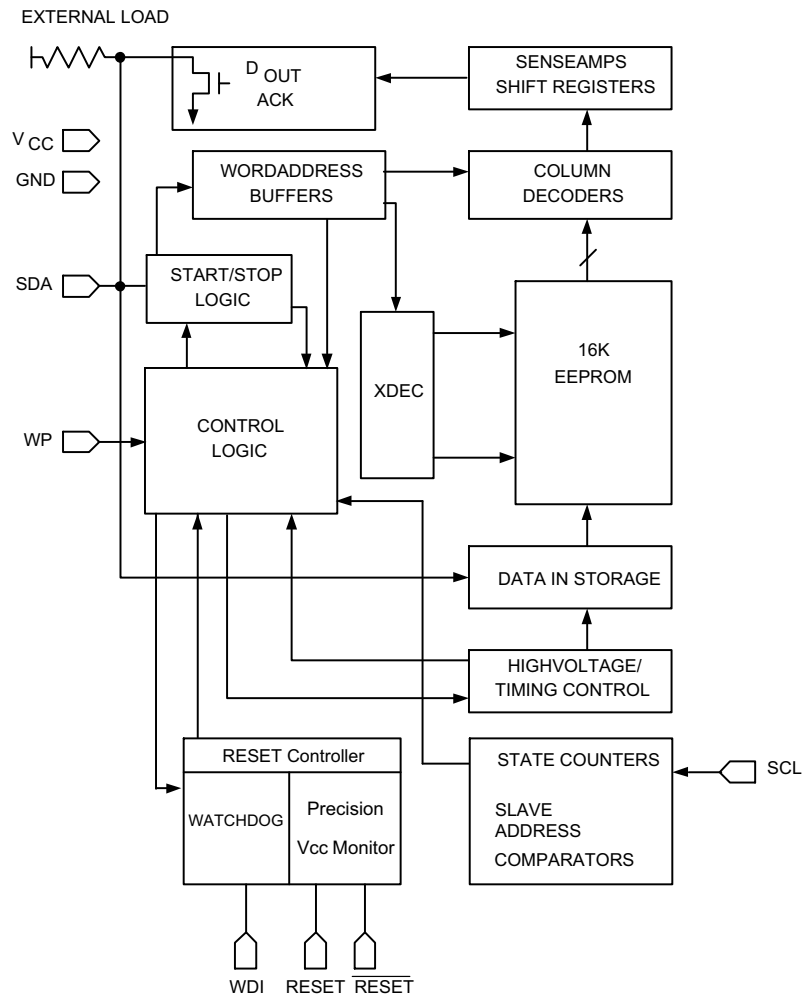 EXTERNAL LOAD
D OUT
ACK
SENSEAMPS
SHIFT REGISTERS
V CC
GND
WORDADDRESS
BUFFERS
COLUMN
DECODERS
SDA
START/STOP
LOGIC
XDEC
16K
EEPROM
WP
CONTROL
LOGIC
DATA IN STORAGE
HIGHVOLTAGE/
TIMING CONTROL
RESET Controller
WATCHDOG
Precision
Vcc Monitor
STATE COUNTERS
SLAVE
ADDRESS
COMPARATORS
SCL
WDI
RESET
RESET